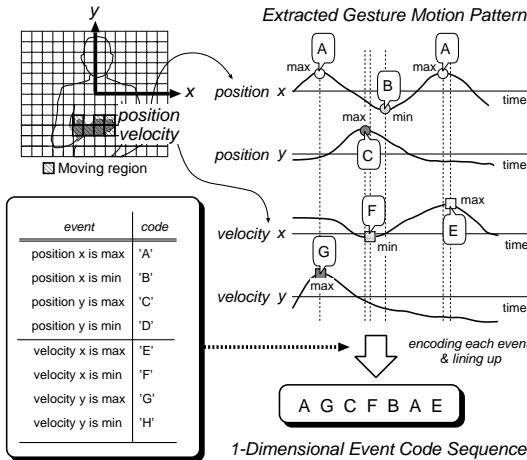 Extracted Gesture Motion Pattern
y
x
position
velocity
Moving region
A
A
max
max
B
position x
time
min
max
position y
time
C
F
max
velocity x
time
min
E
G
velocity y
max
time
event code
position x is max 'A'
position x is min 'B'
position y is max 'C'
position y is min 'D'
velocity x is max 'E'
velocity x is min 'F'
velocity y is max 'G'
velocity y is min 'H'
encoding each event
& lining up
A G C F B A E
1-Dimensional Event Code Sequence